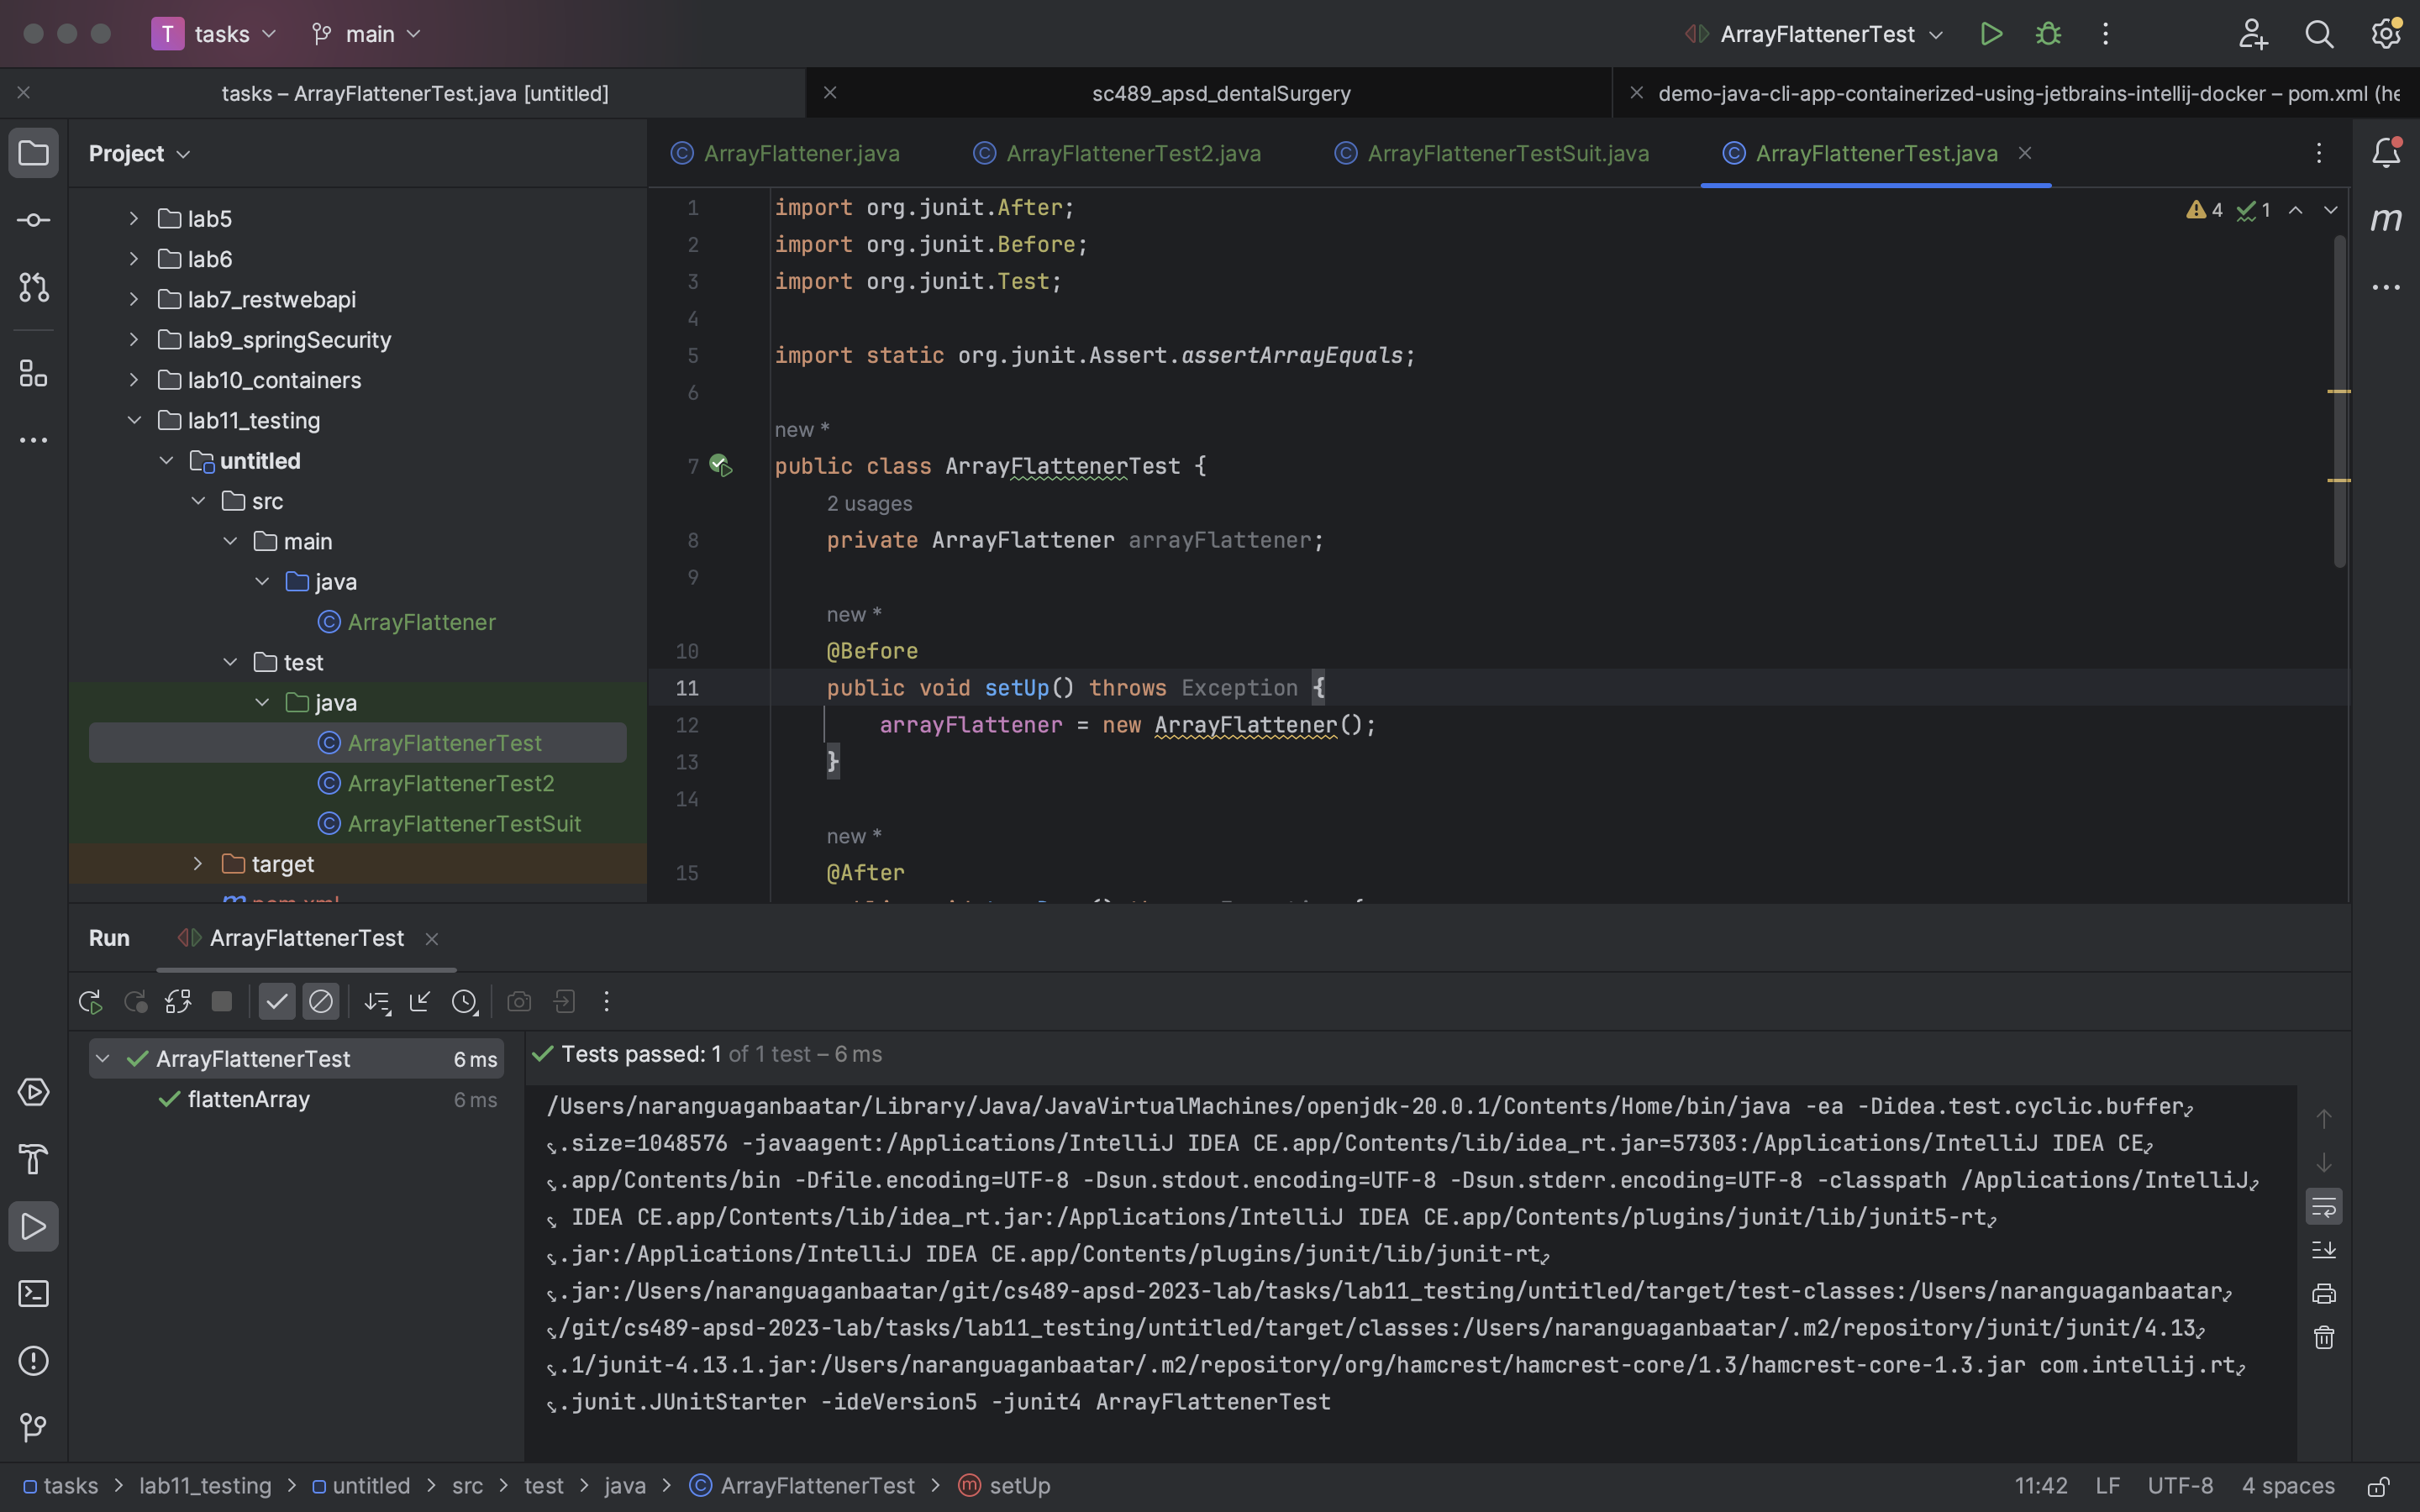 T tasks main ArrayFlattenerTest
tasks – ArrayFlattenerTest.java [untitled] sc489_apsd_dentalSurgery demo-java-cli-app-containerized-using-jetbrains-intellij-docker – pom.xml (he
Project
lab5
lab6
lab7_restwebapi
lab9_springSecurity
lab10_containers
lab11_testing
untitled
src
main
java
ArrayFlattener
test
java
ArrayFlattenerTest
ArrayFlattenerTest2
ArrayFlattenerTestSuit
target
pom.xml
ArrayFlattener.java ArrayFlattenerTest2.java ArrayFlattenerTestSuit.java ArrayFlattenerTest.java
4 1
1 import org.junit.After;
2 import org.junit.Before;
3 import org.junit.Test;
4
5 import static org.junit.Assert.assertArrayEquals;
6
new *
7 public class ArrayFlattenerTest {
2 usages
8 private ArrayFlattener arrayFlattener;
9
new *
10 @Before
11 public void setUp() throws Exception {
12 arrayFlattener = new ArrayFlattener();
13 }
14
new *
15 @After
Run ArrayFlattenerTest
ArrayFlattenerTest 6 ms
flattenArray 6 ms
Tests passed: 1 of 1 test – 6 ms
/Users/naranguaganbaatar/Library/Java/JavaVirtualMachines/openjdk-20.0.1/Contents/Home/bin/java -ea -Didea.test.cyclic.buffer
.size=1048576 -javaagent:/Applications/IntelliJ IDEA CE.app/Contents/lib/idea_rt.jar=57303:/Applications/IntelliJ IDEA CE
.app/Contents/bin -Dfile.encoding=UTF-8 -Dsun.stdout.encoding=UTF-8 -Dsun.stderr.encoding=UTF-8 -classpath /Applications/IntelliJ
IDEA CE.app/Contents/lib/idea_rt.jar:/Applications/IntelliJ IDEA CE.app/Contents/plugins/junit/lib/junit5-rt
.jar:/Applications/IntelliJ IDEA CE.app/Contents/plugins/junit/lib/junit-rt
.jar:/Users/naranguaganbaatar/git/cs489-apsd-2023-lab/tasks/lab11_testing/untitled/target/test-classes:/Users/naranguaganbaatar
/git/cs489-apsd-2023-lab/tasks/lab11_testing/untitled/target/classes:/Users/naranguaganbaatar/.m2/repository/junit/junit/4.13
.1/junit-4.13.1.jar:/Users/naranguaganbaatar/.m2/repository/org/hamcrest/hamcrest-core/1.3/hamcrest-core-1.3.jar com.intellij.rt
.junit.JUnitStarter -ideVersion5 -junit4 ArrayFlattenerTest
tasks > lab11_testing > untitled > src > test > java > ArrayFlattenerTest > setUp 11:42 LF UTF-8 4 spaces